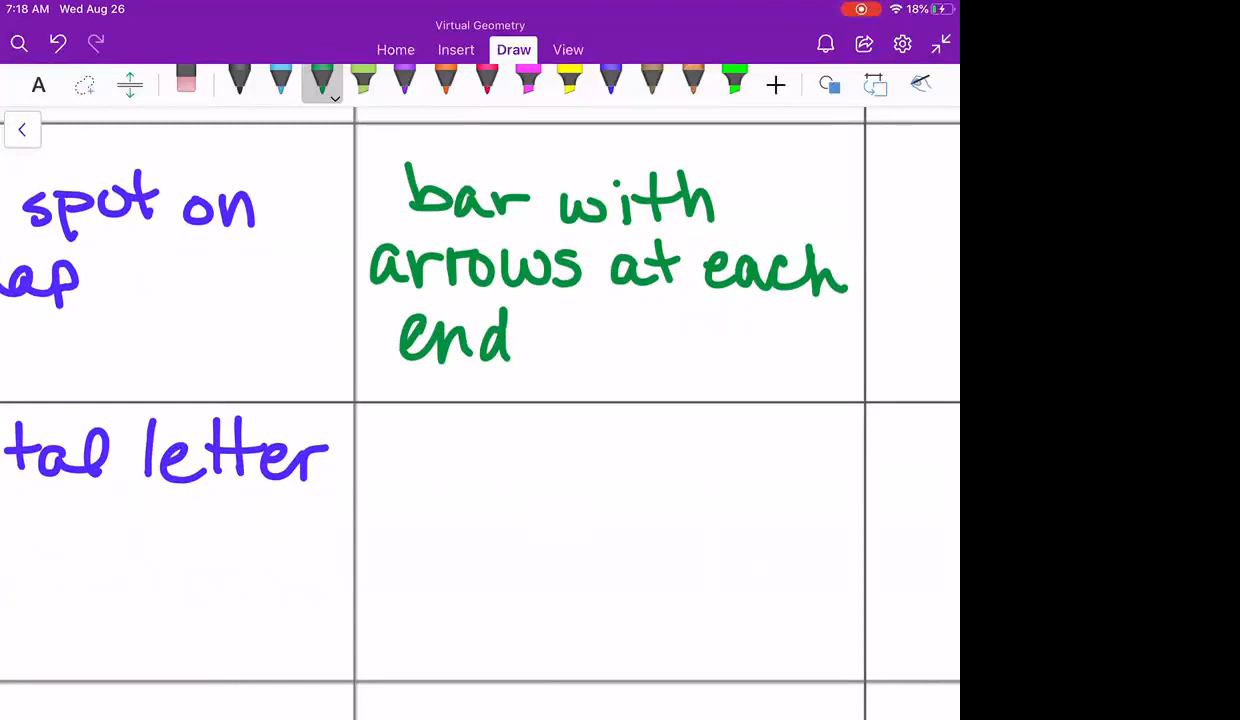 7:18 AM Wed Aug 26
18%
Virtual Geometry
Home Insert Draw View
A
spot on
ap
bar with
arrows at each
end
tal letter